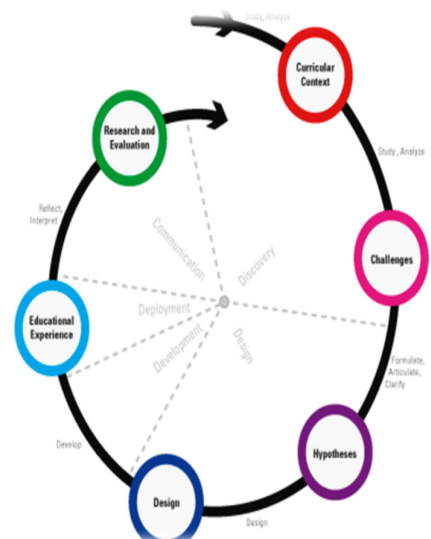 Study, Analyze
Curricular
Context
Study , Analyze
Challenges
Formulate,
Articulate,
Clarify
Hypotheses
Design
Design
Develop
Educational
Experience
Reflect,
Interpret
Research and
Evaluation
Communication
Discovery
Deployment
Development
Design